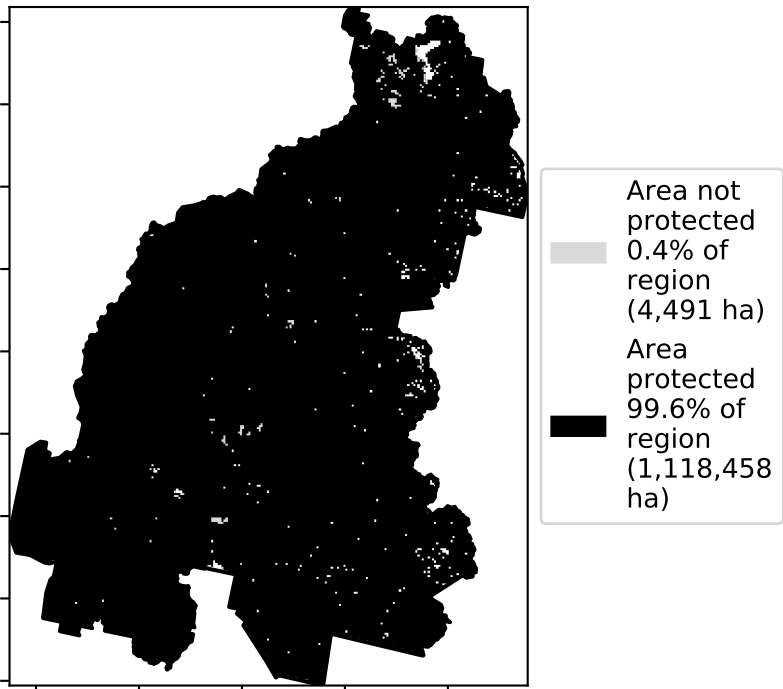 Area not
protected
0.4% of
region
(4,491 ha)
Area
protected
99.6% of
region
(1,118,458
ha)